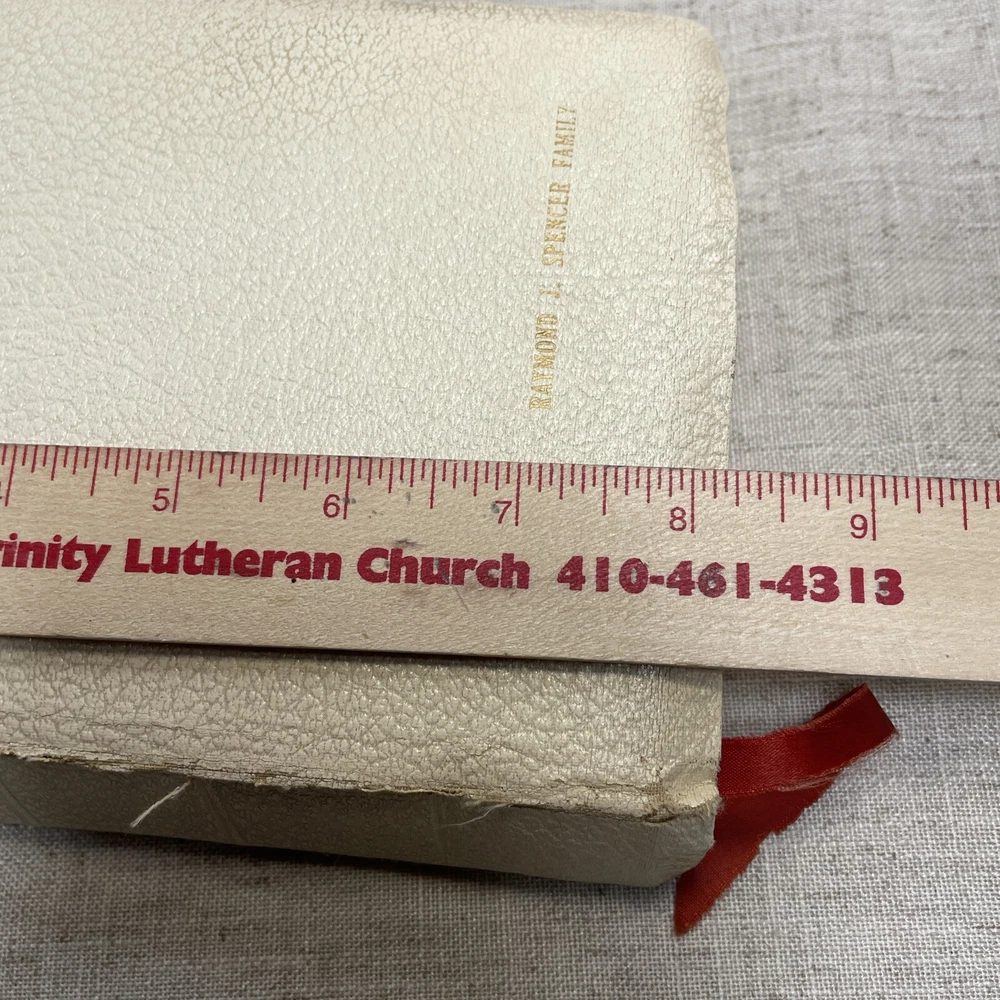 RAYMOND J. SPENCER FAMILY
5 6 7 8 9
rinity Lutheran Church 410-461-4313